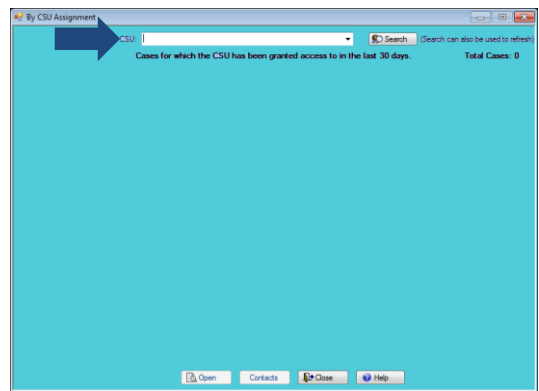 By CSU Assignment
CSU: Search (Search can also be used to refresh)
Cases for which the CSU has been granted access to in the last 30 days. Total Cases: 0
Open Contacts Close Help